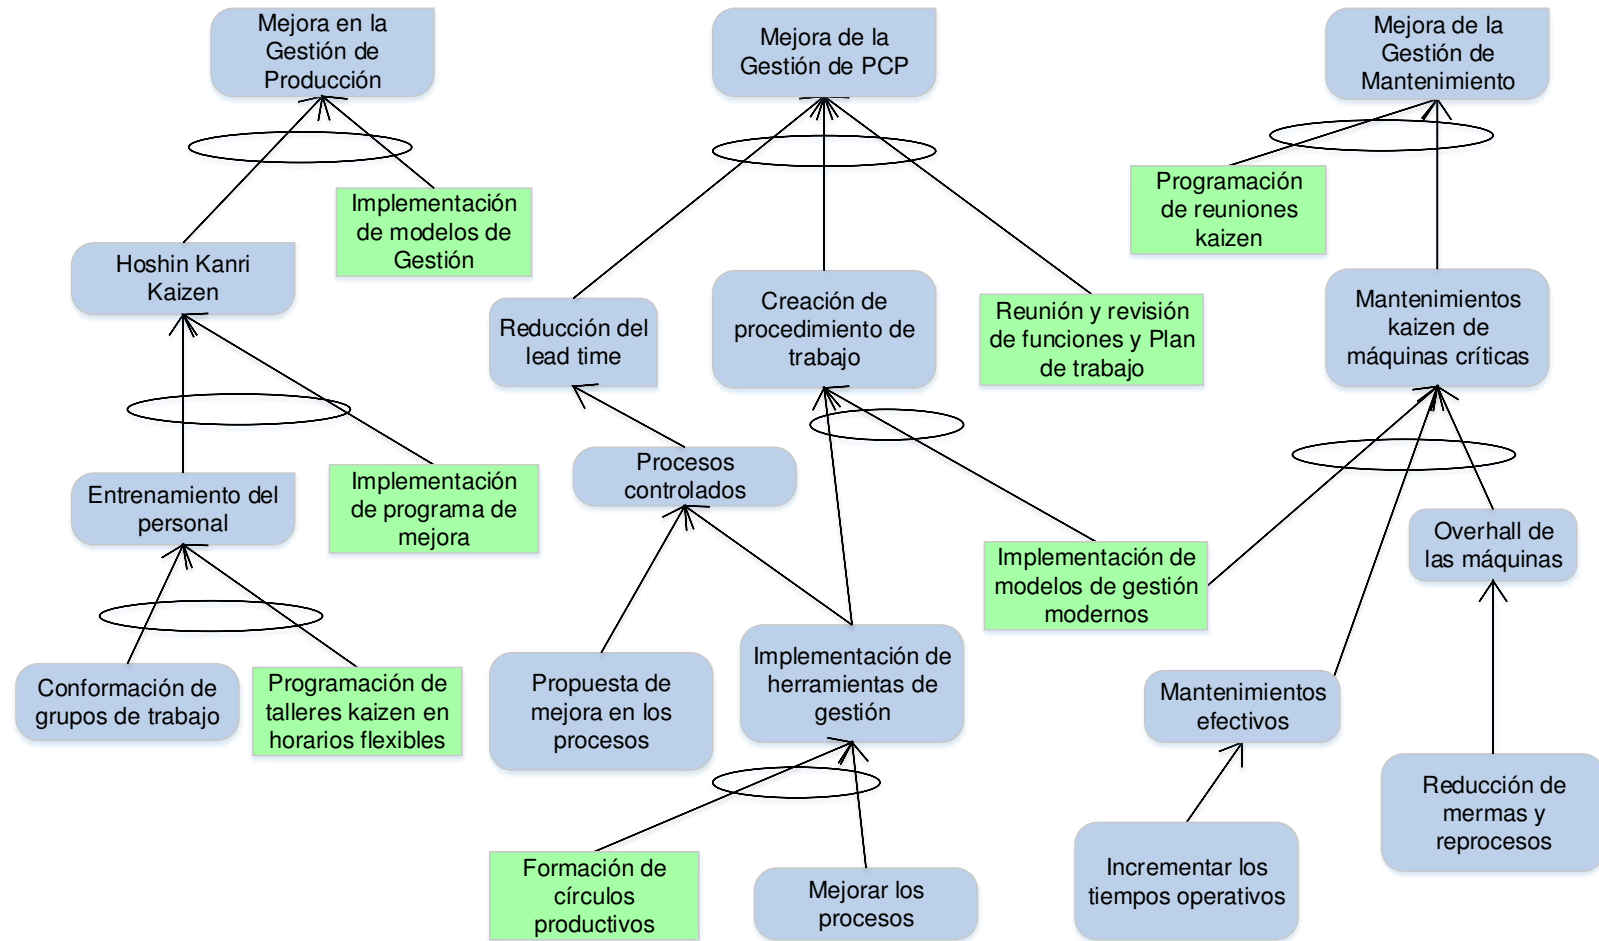 Mejora en la
Gestión de
Producción
Mejora de la
Gestión de PCP
Mejora de la
Gestión de
Mantenimiento
Implementación
de modelos de
Gestión
Programación
de reuniones
kaizen
Hoshin Kanri
Kaizen
Reducción del
lead time
Creación de
procedimiento de
trabajo
Reunión y revisión
de funciones y Plan
de trabajo
Mantenimientos
kaizen de
máquinas críticas
Entrenamiento del
personal
Implementación
de programa de
mejora
Procesos
controlados
Implementación de
modelos de gestión
modernos
Overhall de
las máquinas
Conformación de
grupos de trabajo
Programación de
talleres kaizen en
horarios flexibles
Propuesta de
mejora en los
procesos
Implementación de
herramientas de
gestión
Mantenimientos
efectivos
Reducción de
mermas y
reprocesos
Formación de
círculos
productivos
Mejorar los
procesos
Incrementar los
tiempos operativos